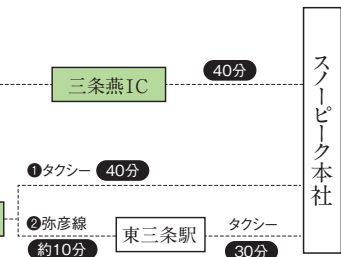 三条燕IC
40分
スノーピーク本社
❶タクシー 40分
❷弥彦線
約10分
東三条駅
タクシー
30分